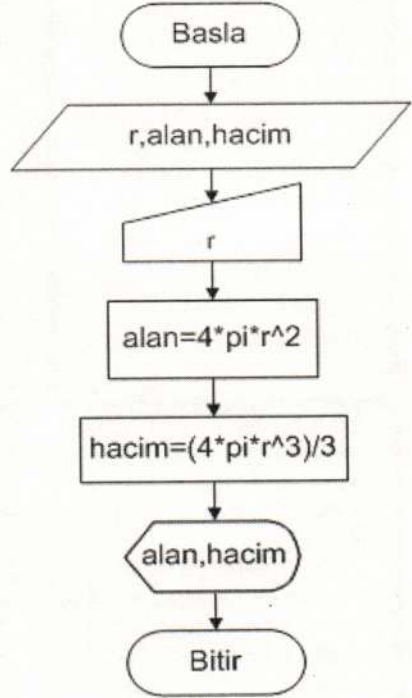 Basla
r,alan,hacim
r
alan=4*pi*r^2
hacim=(4*pi*r^3)/3
alan,hacim
Bitir